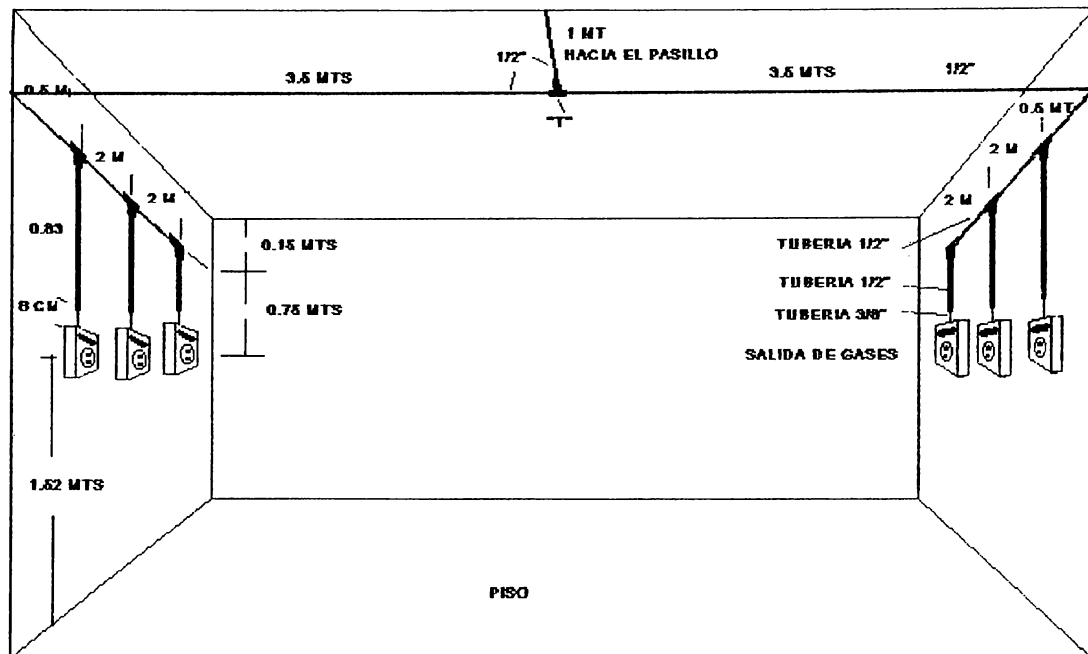 1 MT
HACIA EL PASILLO
1/2"
3.5 MTS
3.5 MTS
1/2"
0.5 M
"T"
0.5 MT
2 M
2 M
2 M
2 M
0.83
0.15 MTS
TUBERIA 1/2"
0.75 MTS
TUBERIA 1/2"
8 CM
TUBERIA 3/8"
SALIDA DE GASES
1.52 MTS
PISO